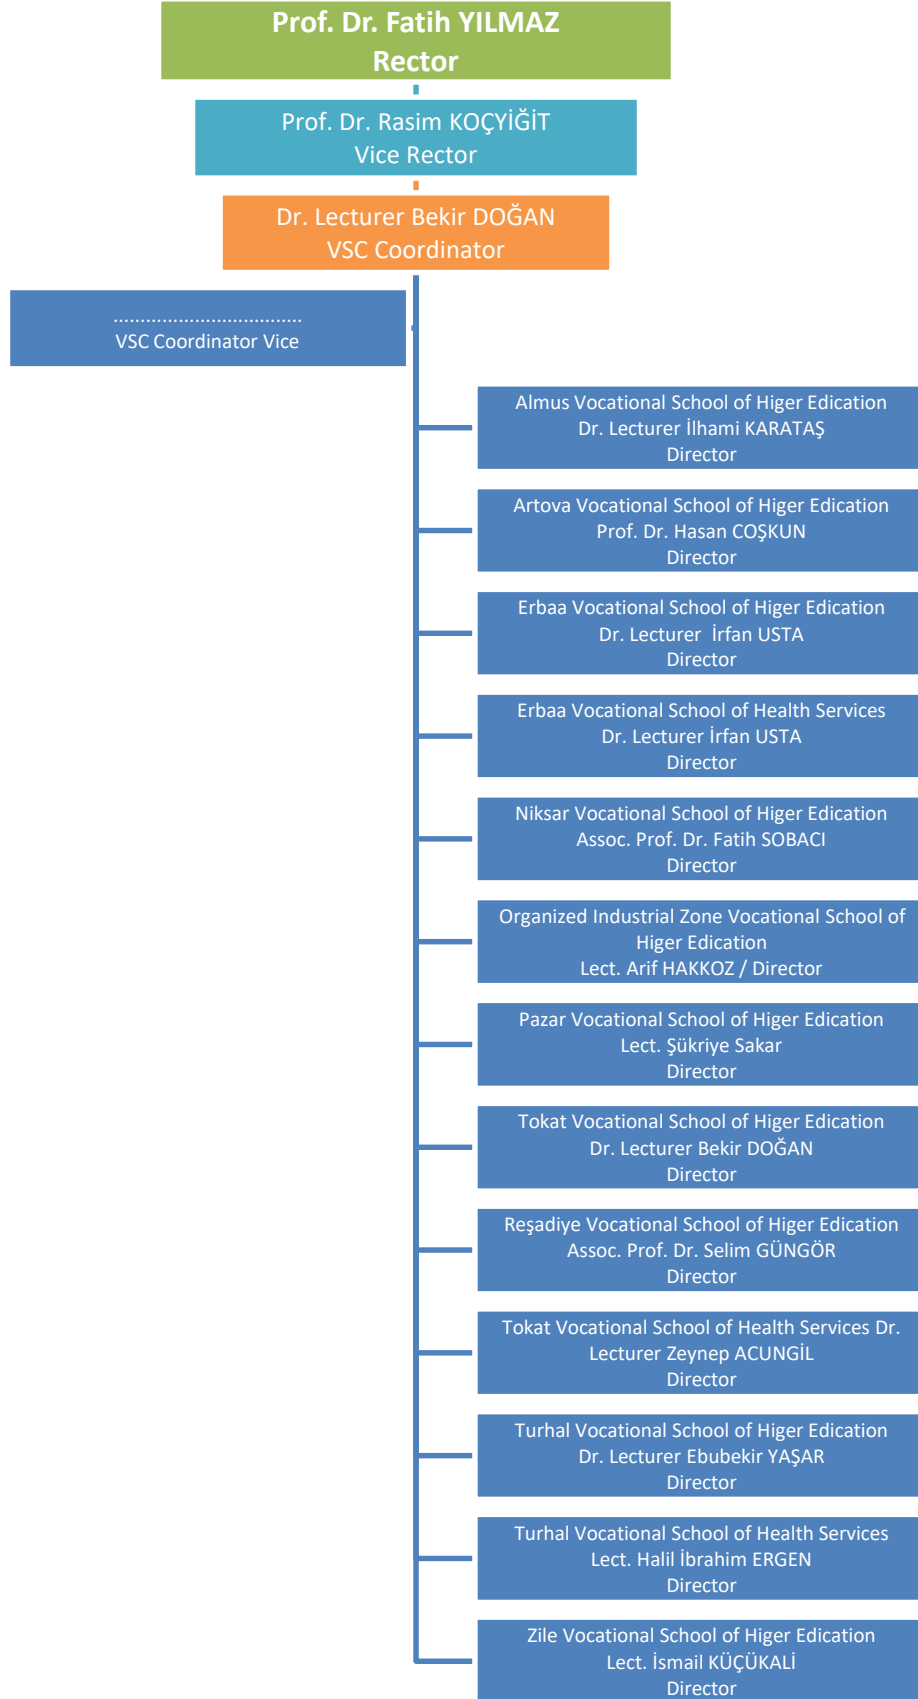 Prof. Dr. Fatih YILMAZ
Rector
Prof. Dr. Rasim KOÇYİĞİT
Vice Rector
Dr. Lecturer Bekir DOĞAN
VSC Coordinator
...................................
VSC Coordinator Vice
Almus Vocational School of Higer Edication
Dr. Lecturer İlhami KARATAŞ
Director
Artova Vocational School of Higer Edication
Prof. Dr. Hasan COŞKUN
Director
Erbaa Vocational School of Higer Edication
Dr. Lecturer  İrfan USTA
Director
Erbaa Vocational School of Health Services
Dr. Lecturer İrfan USTA
Director
Niksar Vocational School of Higer Edication
Assoc. Prof. Dr. Fatih SOBACI
Director
Organized Industrial Zone Vocational School of
Higer Edication
Lect. Arif HAKKOZ / Director
Pazar Vocational School of Higer Edication
Lect. Şükriye Sakar
Director
Tokat Vocational School of Higer Edication
Dr. Lecturer Bekir DOĞAN
Director
Reşadiye Vocational School of Higer Edication
Assoc. Prof. Dr. Selim GÜNGÖR
Director
Tokat Vocational School of Health Services Dr.
Lecturer Zeynep ACUNGİL
Director
Turhal Vocational School of Higer Edication
Dr. Lecturer Ebubekir YAŞAR
Director
Turhal Vocational School of Health Services
Lect. Halil İbrahim ERGEN
Director
Zile Vocational School of Higer Edication
Lect. İsmail KÜÇÜKALİ
Director